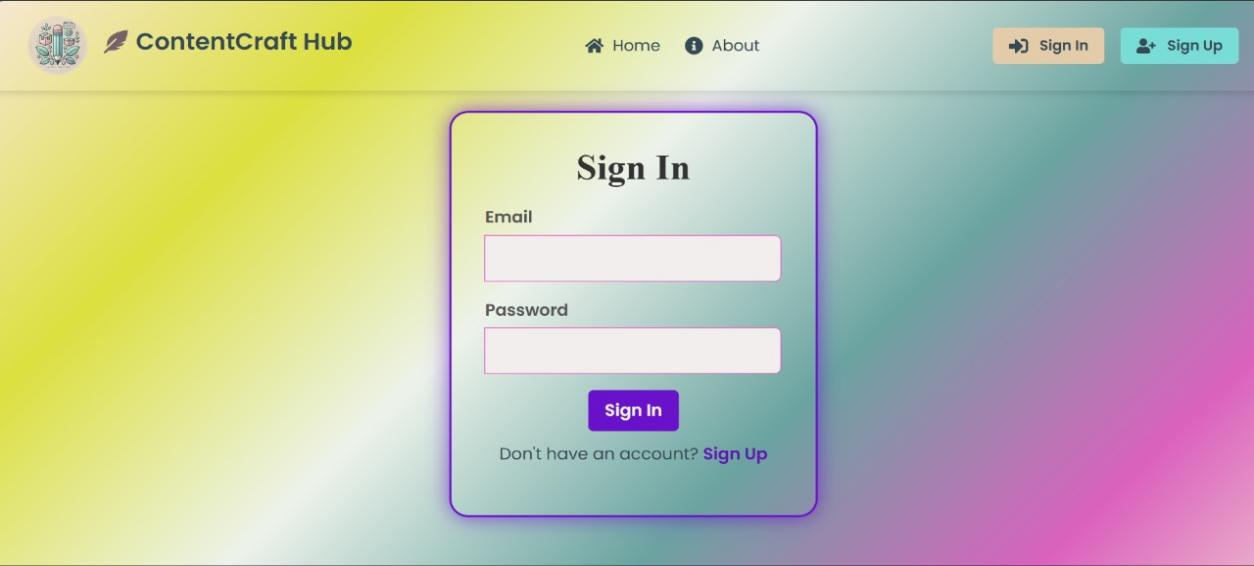 ContentCraft Hub
Home
About
Sign In
Sign Up
Sign In
Email
Password
Sign In
Don't have an account? Sign Up